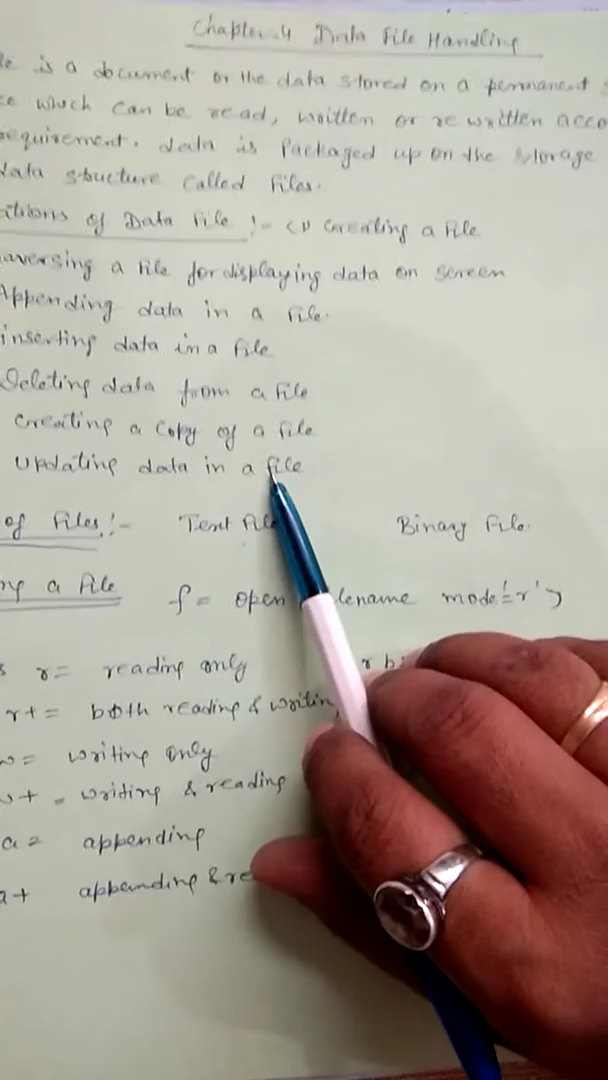 Chapter-4 Data File Handling
is a document or the data stored on a permanent
which can be read, written or re written
requirement. data is Packaged up on the storage
data structure called Files.
of Data File :- (1) Creating a File
a File for displaying data on screen
Appending data in a File.
inserting data in a File
Deleting data from a File
Creating a Copy of a File
Updating data in a File
of Files :- Text File Binary File.
a File f = open mode = 'r')
r = reading only
r+ = both reading & writing
w = writing only
w+ = writing & reading
a = appending
a+ appending &